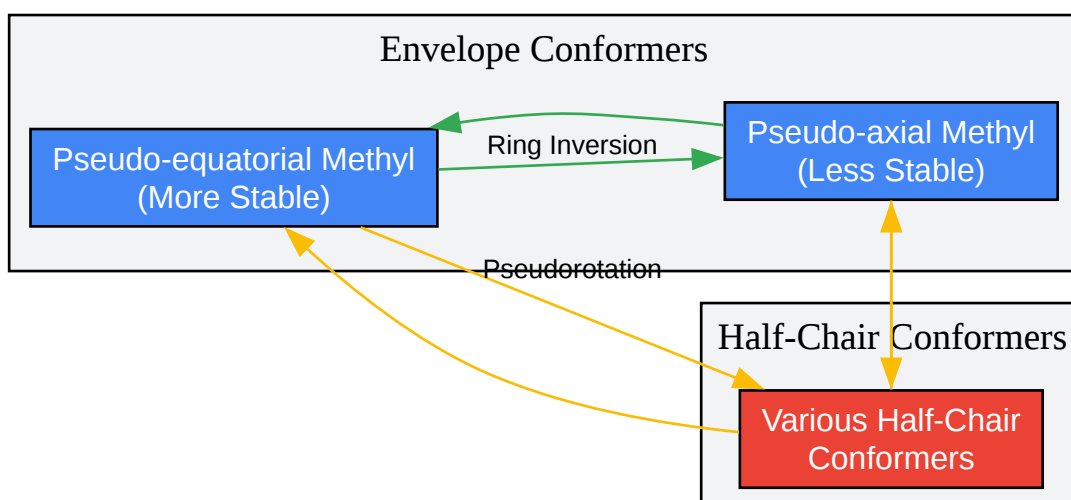 Envelope Conformers
Pseudo-equatorial Methyl
(More Stable)
Ring Inversion
Pseudo-axial Methyl
(Less Stable)
Pseudorotation
Half-Chair Conformers
Various Half-Chair
Conformers